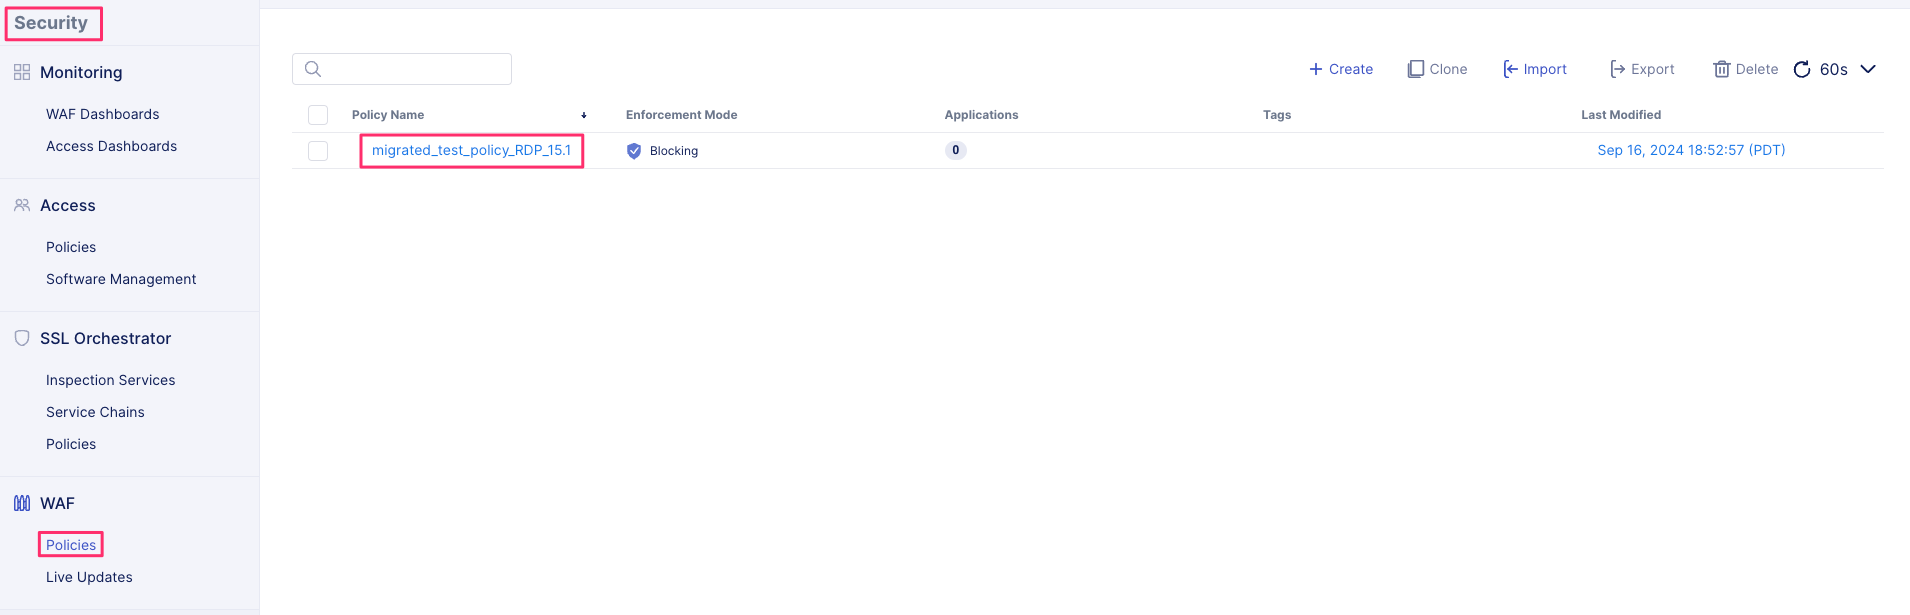 Security
Monitoring
WAF Dashboards
Access Dashboards
Access
Policies
Software Management
SSL Orchestrator
Inspection Services
Service Chains
Policies
WAF
Policies
Live Updates
Create Clone Import Export Delete 60s
Policy Name Enforcement Mode Applications Tags Last Modified
migrated_test_policy_RDP_15.1 Blocking 0 Sep 16, 2024 18:52:57 (PDT)